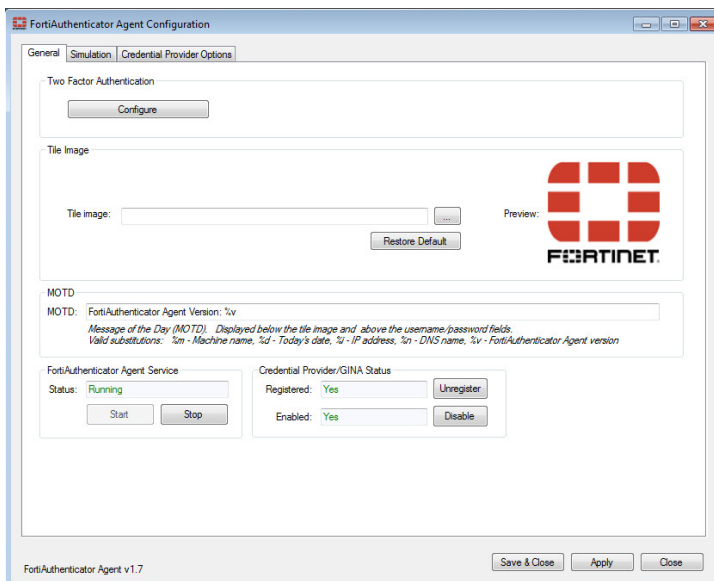 FortiAuthenticator Agent Configuration
General Simulation Credential Provider Options
Two Factor Authentication
Configure
Tile Image
Tile image: ... Preview:
Restore Default
FORTINET
MOTD
MOTD: FortiAuthenticator Agent Version: %v
Message of the Day (MOTD). Displayed below the tile image and above the username/password fields.
Valid substitutions: %m - Machine name, %d - Today's date, %i - IP address, %n - DNS name, %v - FortiAuthenticator Agent version
FortiAuthenticator Agent Service Credential Provider/GINA Status
Status: Running Registered: Yes Unregister
Start Stop Enabled: Yes Disable
FortiAuthenticator Agent v1.7 Save & Close Apply Close